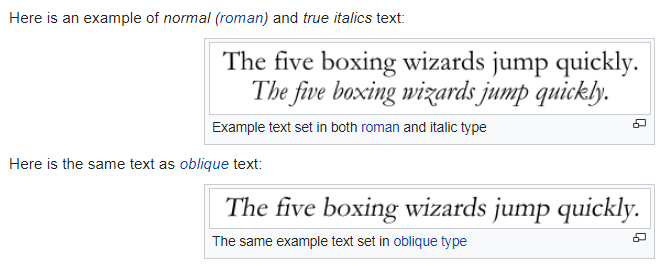 Here is an example of normal (roman) and true italics text:
The five boxing wizards jump quickly.
The five boxing wizards jump quickly.
Example text set in both roman and italic type
Here is the same text as oblique text:
The five boxing wizards jump quickly.
The same example text set in oblique type